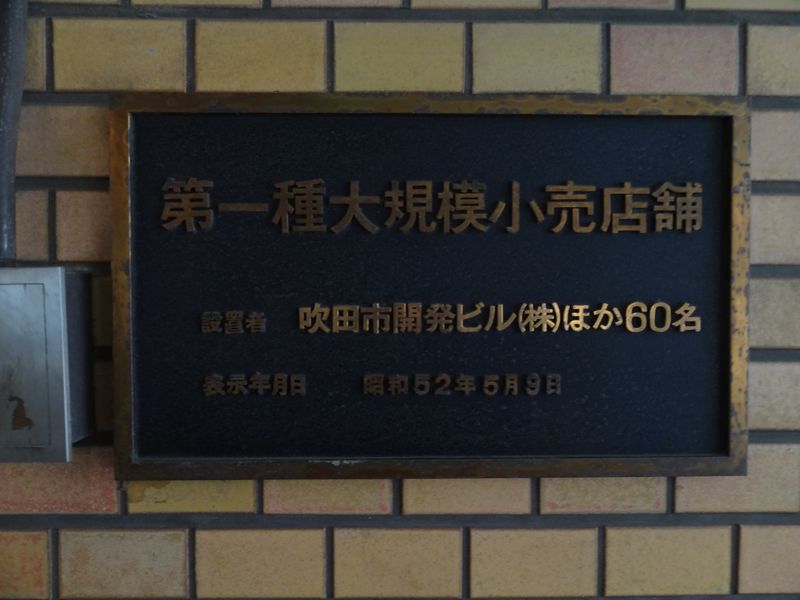 第一種大規模小売店舗
設置者 吹田市開発ビル(株)ほか60名
表示年月日 昭和52年5月9日